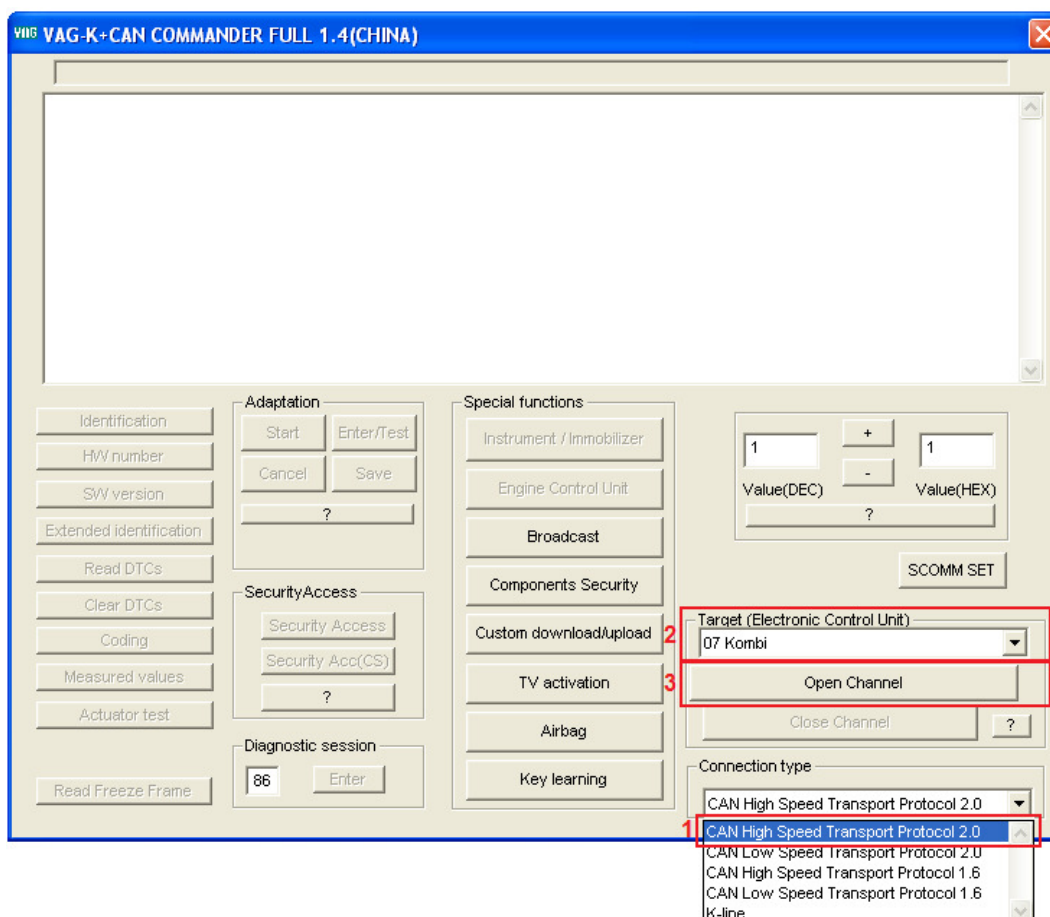 VAG VAG-K+CAN COMMANDER FULL 1.4(CHINA)
Identification
HW number
SW version
Extended identification
Read DTCs
Clear DTCs
Coding
Measured values
Actuator test
Read Freeze Frame
Adaptation
Start
Enter/Test
Cancel
Save
?
SecurityAccess
Security Access
Security Acc(CS)
?
Diagnostic session
86
Enter
Special functions
Instrument / Immobilizer
Engine Control Unit
Broadcast
Components Security
Custom download/upload
TV activation
Airbag
Key learning
1
+
1
-
Value(DEC)
Value(HEX)
?
SCOMM SET
Target (Electronic Control Unit)
2
07 Kombi
3
Open Channel
Close Channel
?
Connection type
CAN High Speed Transport Protocol 2.0
1
CAN High Speed Transport Protocol 2.0
CAN Low Speed Transport Protocol 2.0
CAN High Speed Transport Protocol 1.6
CAN Low Speed Transport Protocol 1.6
K-line